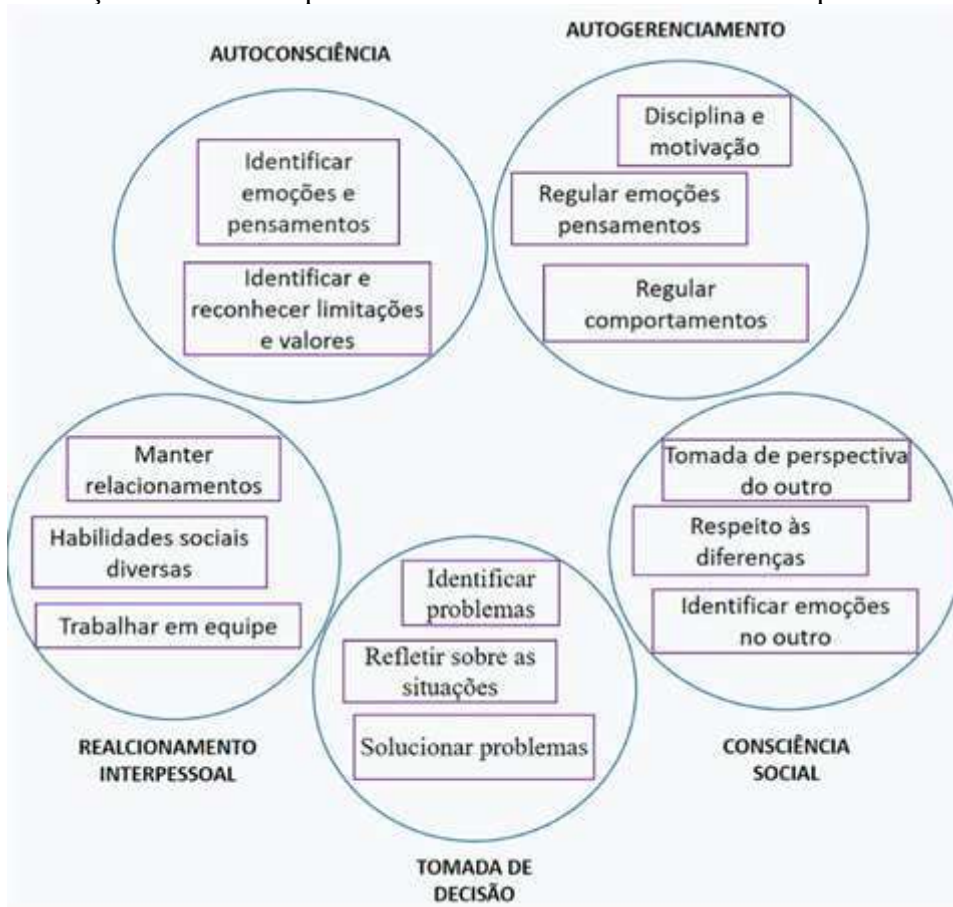 AUTOCONSCIÊNCIA
Identificar
emoções e
pensamentos
Identificar e
reconhecer limitações
e valores
AUTOGERENCIAMENTO
Disciplina e
motivação
Regular emoções
pensamentos
Regular
comportamentos
Manter
relacionamentos
Habilidades sociais
diversas
Trabalhar em equipe
REALCIONAMENTO
INTERPESSOAL
Identificar
problemas
Refletir sobre as
situações
Solucionar problemas
TOMADA DE
DECISÃO
Tomada de perspectiva
do outro
Respeito às
diferenças
Identificar emoções
no outro
CONSCIÊNCIA
SOCIAL